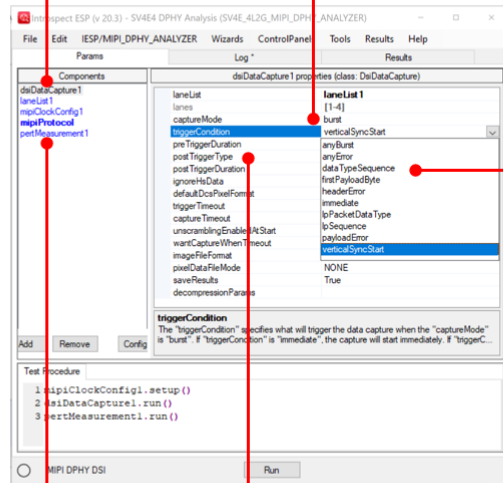 Introspect ESP (v 20.3) - SV4E4 DPHY Analysis (SV4E_4L2G_MIPI_DPHY_ANALYZER)
File Edit IESP/MIPI_DPHY_ANALYZER Wizards ControlPanel Tools Results Help
Params Log * Results
Components
dsiDataCapture1
laneList1
mipiClockConfig1
mipiProtocol
pertMeasurement1
Add Remove Config
dsiDataCapture1 properties (class: DsiDataCapture)
laneList laneList1
lanes [1-4]
captureMode burst
triggerCondition verticalSyncStart
preTriggerDuration
postTriggerType
postTriggerDuration
ignoreHsData
defaultDcsPixelFormat
triggerTimeout
captureTimeout
unscramblingEnabledAtStart
wantCaptureWhenTimeout
imageFileFormat
pixelDataFileMode NONE
saveResults True
decompressionParams
anyBurst
anyError
dataTypeSequence
firstPayloadByte
headerError
immediate
lpPacketDataType
lpSequence
payloadError
verticalSyncStart
triggerCondition
The "triggerCondition" specifies what will trigger the data capture when the "captureMode"
is "burst". If "triggerCondition" is "immediate", the capture will start immediately. If "triggerC...
Test Procedure
1 mipiClockConfig1.setup()
2 dsiDataCapture1.run()
3 pertMeasurement1.run()
MIPI DPHY DSI Run